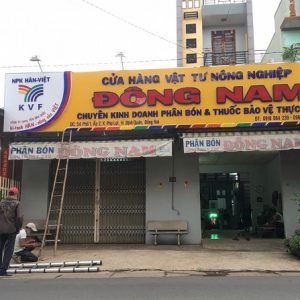 NPK HÀN-VIỆT
KVF
CỬA HÀNG VẬT TƯ NÔNG NGHIỆP
ĐÔNG NAM
CHUYÊN KINH DOANH PHÂN BÓN & THUỐC BẢO VỆ THỰC
PHÂN BÓN ĐÔNG NAM
PHÂN BÓN ĐÔNG NAM